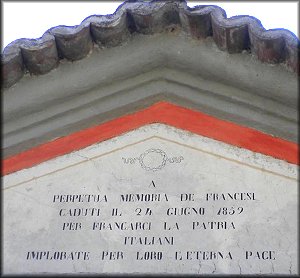 A
PERPETUA MEMORIA DE FRANCESI
CADUTI IL 24 GIUGNO 1859
PER FRANCARCI LA PATRIA
ITALIANI
IMPLORATE PER LORO L'ETERNA PACE